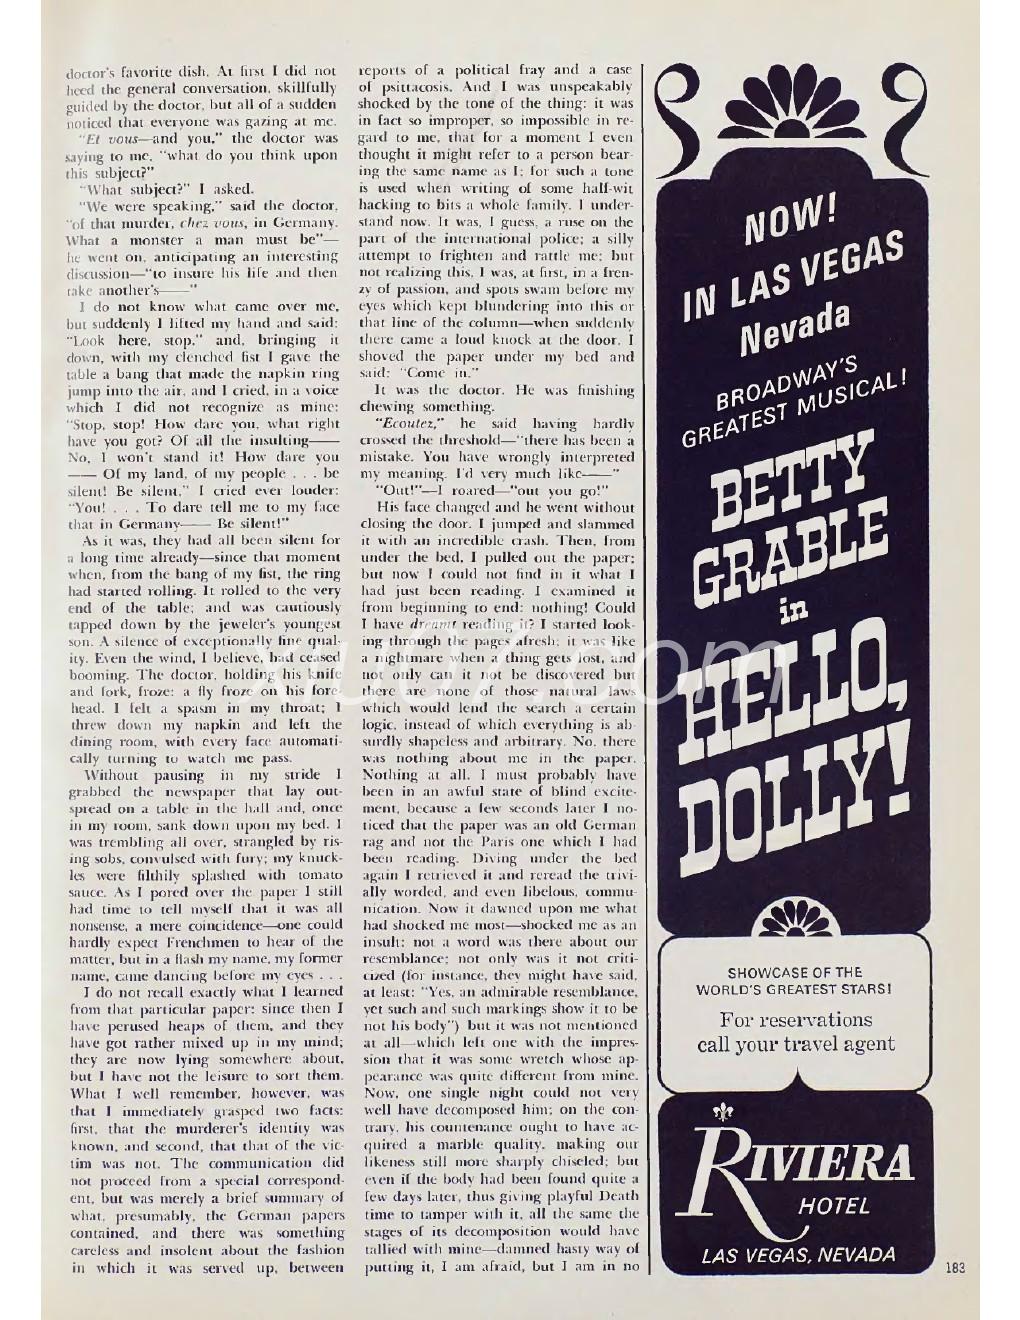 doctor's favorite dish. At first I did not
heed the general conversation, skillfully
guided by the doctor, but all of a sudden
noticed that everyone was gazing at me.
"Et vous—and you," the doctor was
saying to me, "what do you think upon
this subject?"
"What subject?" I asked.
"We were speaking," said the doctor,
"of that murder, chez vous, in Germany.
What a monster a man must be"—
he went on, anticipating an interesting
discussion—"to insure his life and then
take another's——"
I do not know what came over me,
but suddenly I lifted my hand and said:
"Look here, stop," and, bringing it
down, with my clenched fist I gave the
table a bang that made the napkin ring
jump into the air, and I cried, in a voice
which I did not recognize as mine:
"Stop, stop! How dare you, what right
have you got? Of all the insulting——
No, I won't stand it! How dare you
—— Of my land, of my people . . . be
silent! Be silent," I cried ever louder:
"You! . . . To dare tell me to my face
that in Germany—— Be silent!"
As it was, they had all been silent for
a long time already—since that moment
when, from the bang of my fist, the ring
had started rolling. It rolled to the very
end of the table; and was cautiously
tapped down by the jeweler's youngest
son. A silence of exceptionally fine qual-
ity. Even the wind, I believe, had ceased
booming. The doctor, holding his knife
and fork, froze: a fly froze on his fore-
head. I felt a spasm in my throat; I
threw down my napkin and left the
dining room, with every face automati-
cally turning to watch me pass.
Without pausing in my stride I
grabbed the newspaper that lay out-
spread on a table in the hall and, once
in my room, sank down upon my bed. I
was trembling all over, strangled by ris-
ing sobs, convulsed with fury; my knuck-
les were filthily splashed with tomato
sauce. As I pored over the paper I still
had time to tell myself that it was all
nonsense, a mere coincidence—one could
hardly expect Frenchmen to hear of the
matter, but in a flash my name, my former
name, came dancing before my eyes . . .
I do not recall exactly what I learned
from that particular paper: since then I
have perused heaps of them, and they
have got rather mixed up in my mind;
they are now lying somewhere about,
but I have not the leisure to sort them.
What I well remember, however, was
that I immediately grasped two facts:
first, that the murderer's identity was
known, and second, that that of the vic-
tim was not. The communication did
not proceed from a special correspond-
ent, but was merely a brief summary of
what, presumably, the German papers
contained, and there was something
careless and insolent about the fashion
in which it was served up, between
reports of a political fray and a case
of psittacosis. And I was unspeakably
shocked by the tone of the thing: it was
in fact so improper, so impossible in re-
gard to me, that for a moment I even
thought it might refer to a person bear-
ing the same name as I; for such a tone
is used when writing of some half-wit
hacking to bits a whole family. I under-
stand now. It was, I guess, a ruse on the
part of the international police; a silly
attempt to frighten and rattle me; but
not realizing this, I was, at first, in a fren-
zy of passion, and spots swam before my
eyes which kept blundering into this or
that line of the column—when suddenly
there came a loud knock at the door. I
shoved the paper under my bed and
said: "Come in."
It was the doctor. He was finishing
chewing something.
"Ecoutez," he said having hardly
crossed the threshold—"there has been a
mistake. You have wrongly interpreted
my meaning. I'd very much like——"
"Out!"—I roared—"out you go!"
His face changed and he went without
closing the door. I jumped and slammed
it with an incredible crash. Then, from
under the bed, I pulled out the paper;
but now I could not find in it what I
had just been reading. I examined it
from beginning to end: nothing! Could
I have dreamt reading it? I started look-
ing through the pages afresh; it was like
a nightmare when a thing gets lost, and
not only can it not be discovered but
there are none of those natural laws
which would lend the search a certain
logic, instead of which everything is ab-
surdly shapeless and arbitrary. No, there
was nothing about me in the paper.
Nothing at all. I must probably have
been in an awful state of blind excite-
ment, because a few seconds later I no-
ticed that the paper was an old German
rag and not the Paris one which I had
been reading. Diving under the bed
again I retrieved it and reread the trivi-
ally worded, and even libelous, commu-
nication. Now it dawned upon me what
had shocked me most—shocked me as an
insult: not a word was there about our
resemblance; not only was it not criti-
cized (for instance, they might have said,
at least: "Yes, an admirable resemblance,
yet such and such markings show it to be
not his body") but it was not mentioned
at all—which left one with the impres-
sion that it was some wretch whose ap-
pearance was quite different from mine.
Now, one single night could not very
well have decomposed him; on the con-
trary, his countenance ought to have ac-
quired a marble quality, making our
likeness still more sharply chiseled; but
even if the body had been found quite a
few days later, thus giving playful Death
time to tamper with it, all the same the
stages of its decomposition would have
tallied with mine—damned hasty way of
putting it, I am afraid, but I am in no
NOW!
IN LAS VEGAS
Nevada
BROADWAY'S
GREATEST MUSICAL!
BETTY
GRABLE
in
HELLO,
DOLLY!
SHOWCASE OF THE
WORLD'S GREATEST STARS!
For reservations
call your travel agent
RIVIERA
HOTEL
LAS VEGAS, NEVADA
183